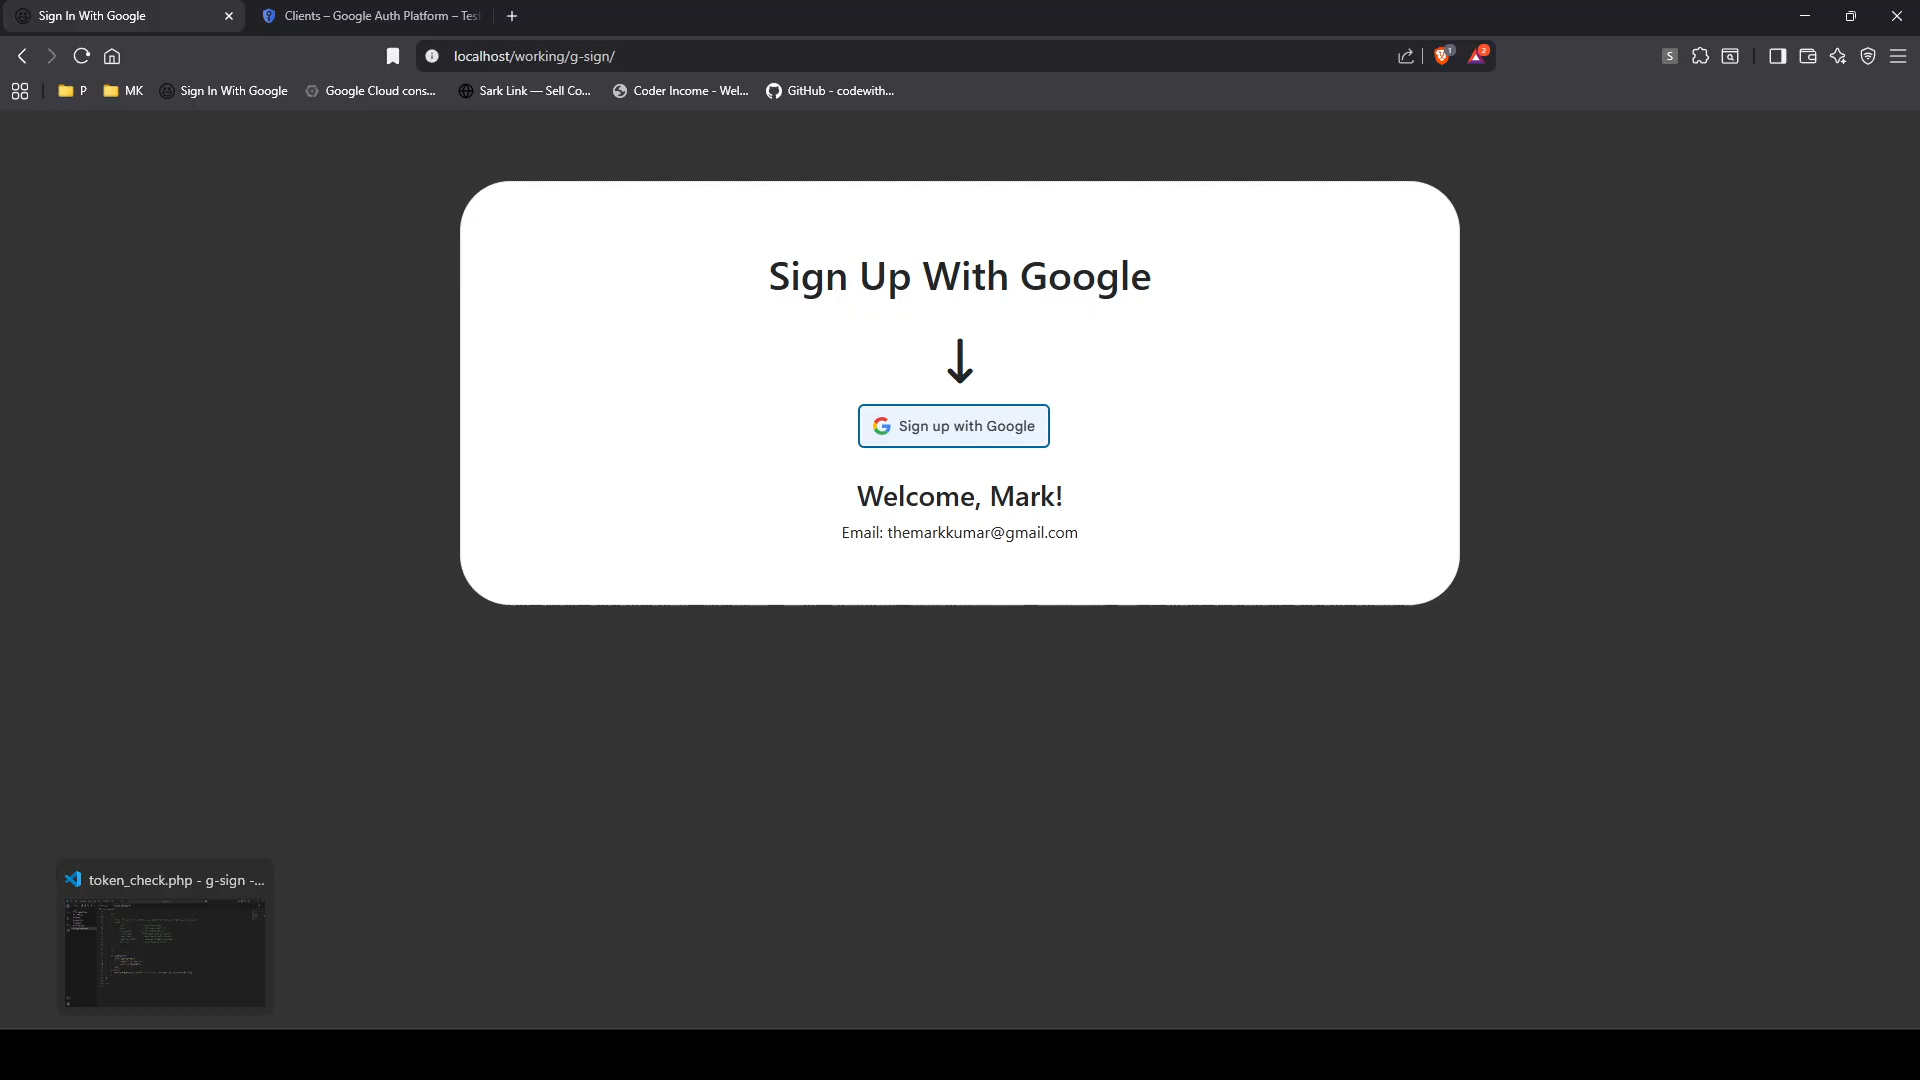 Sign In With Google
Clients – Google Auth Platform – Test
localhost/working/g-sign/
1
2
S
P
MK
Sign In With Google
Google Cloud cons...
Sark Link — Sell Co...
Coder Income - Wel...
GitHub - codewith...
Sign Up With Google
Sign up with Google
Welcome, Mark!
Email: themarkkumar@gmail.com
token_check.php - g-sign -...